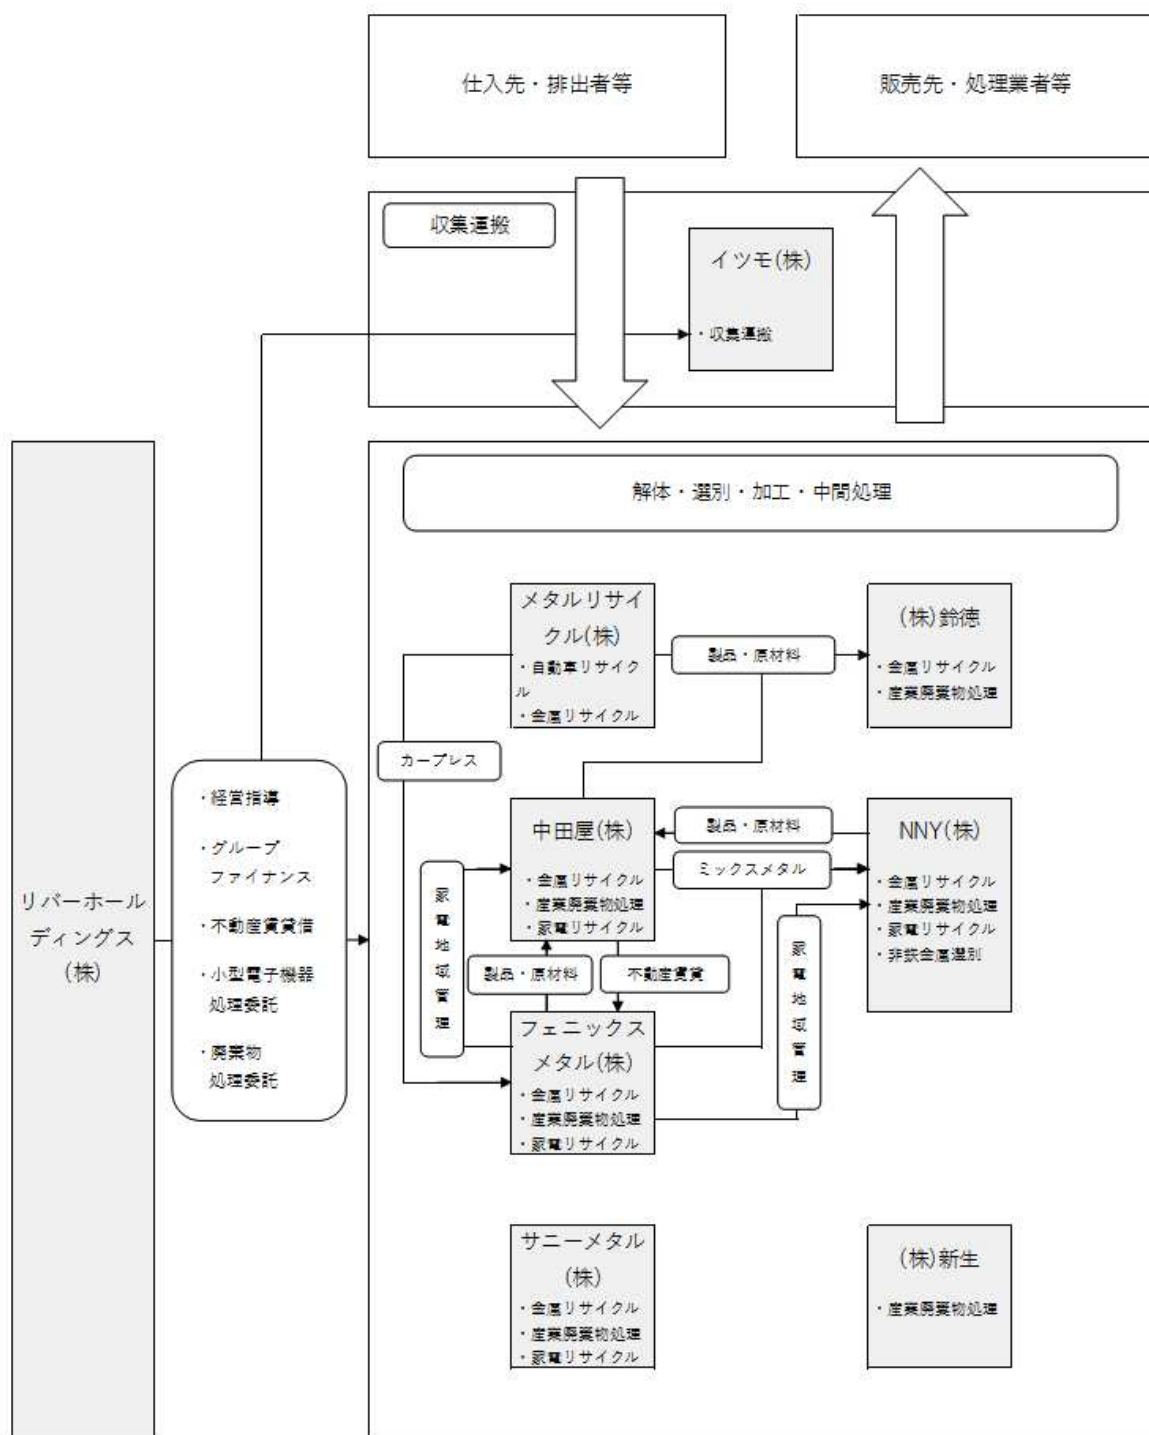 仕入先・排出者等
販売先・処理業者等
収集運搬
イツモ(株)
・収集運搬
リバーホール
ディングス
(株)
・経営指導
・グループ
ファイナンス
・不動産賃貸借
・小型電子機器
処理委託
・廃棄物
処理委託
解体・選別・加工・中間処理
メタルリサイ
クル(株)
・自動車リサイク
ル
・金属リサイクル
製品・原材料
(株)鈴徳
・金属リサイクル
・産業廃棄物処理
カープレス
中田屋(株)
・金属リサイクル
・産業廃棄物処理
・家電リサイクル
製品・原材料
ミックスメタル
NNY(株)
・金属リサイクル
・産業廃棄物処理
・家電リサイクル
・非鉄金属選別
家電地域管理
製品・原材料
不動産賃貸
家電地域管理
フェニックス
メタル(株)
・金属リサイクル
・産業廃棄物処理
・家電リサイクル
サニーメタル
(株)
・金属リサイクル
・産業廃棄物処理
・家電リサイクル
(株)新生
・産業廃棄物処理